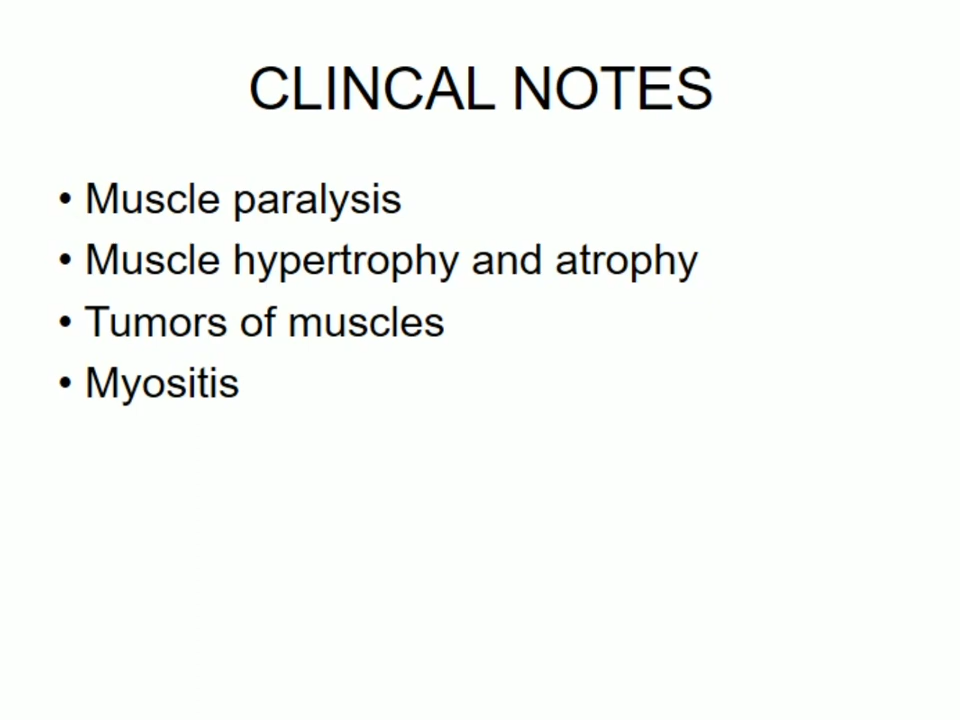 CLINCAL NOTES
• Muscle paralysis
• Muscle hypertrophy and atrophy
• Tumors of muscles
• Myositis